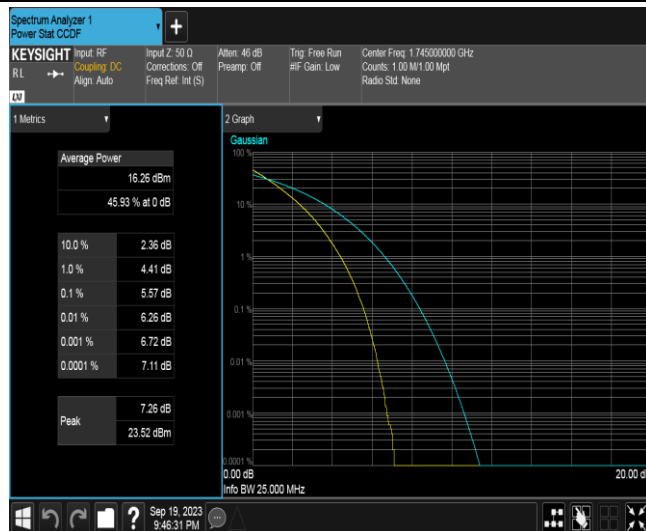 Spectrum Analyzer 1
Power Stat CCDF
KEYSIGHT
RL
Input: RF
Coupling: DC
Align: Auto
Input Z: 50 Ω
Corrections: Off
Freq Ref: Int (S)
Atten: 46 dB
Preamp: Off
Trig: Free Run
#IF Gain: Low
Center Freq: 1.745000000 GHz
Counts: 1.00 M/1.00 Mpt
Radio Std: None
1 Metrics
Average Power
16.26 dBm
45.93 % at 0 dB
10.0 % 2.36 dB
1.0 % 4.41 dB
0.1 % 5.57 dB
0.01 % 6.26 dB
0.001 % 6.72 dB
0.0001 % 7.11 dB
Peak 7.26 dB
23.52 dBm
2 Graph
Gaussian
100 %
10 %
1 %
0.1 %
0.01 %
0.001 %
0.0001 %
0.00 dB
20.00 d
Info BW 25.000 MHz
?
Sep 19, 2023
9:46:31 PM